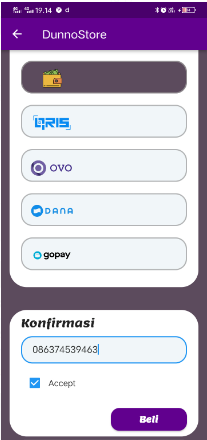 19.14
d
DunnoStore
QRIS
OVO
DANA
gopay
Konfirmasi
086374539463
Accept
Beli